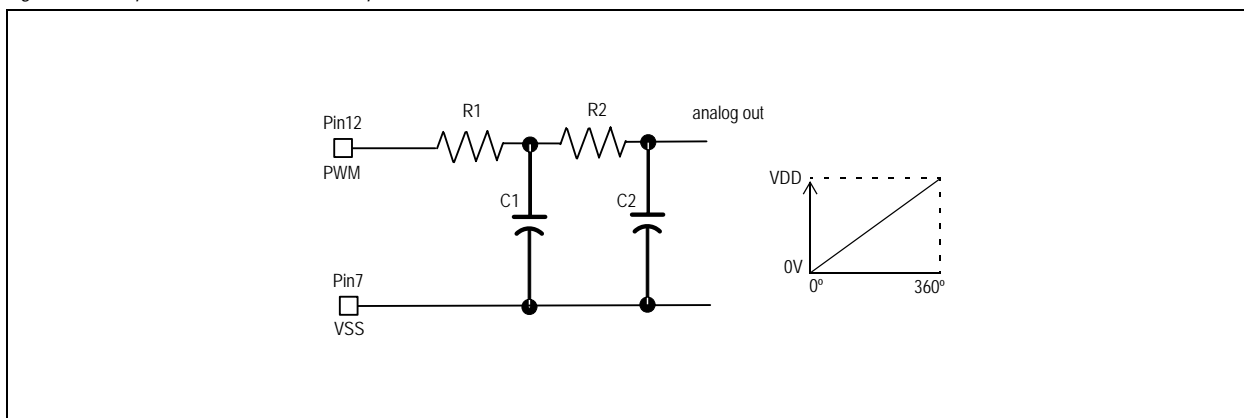 R1
R2
analog out
Pin12
PWM
C1
C2
VDD
0V
0º
360º
Pin7
VSS